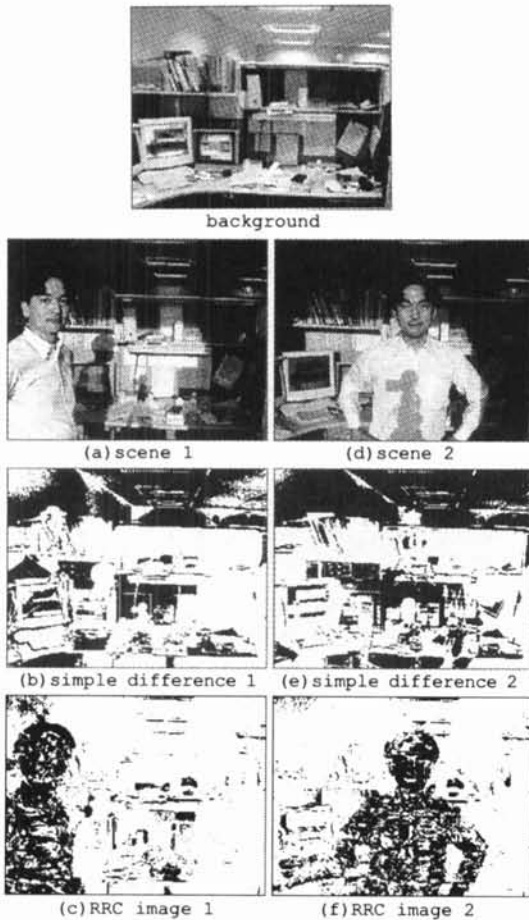 background
(a)scene 1
(d)scene 2
(b)simple difference 1
(e)simple difference 2
(c)RRC image 1
(f)RRC image 2